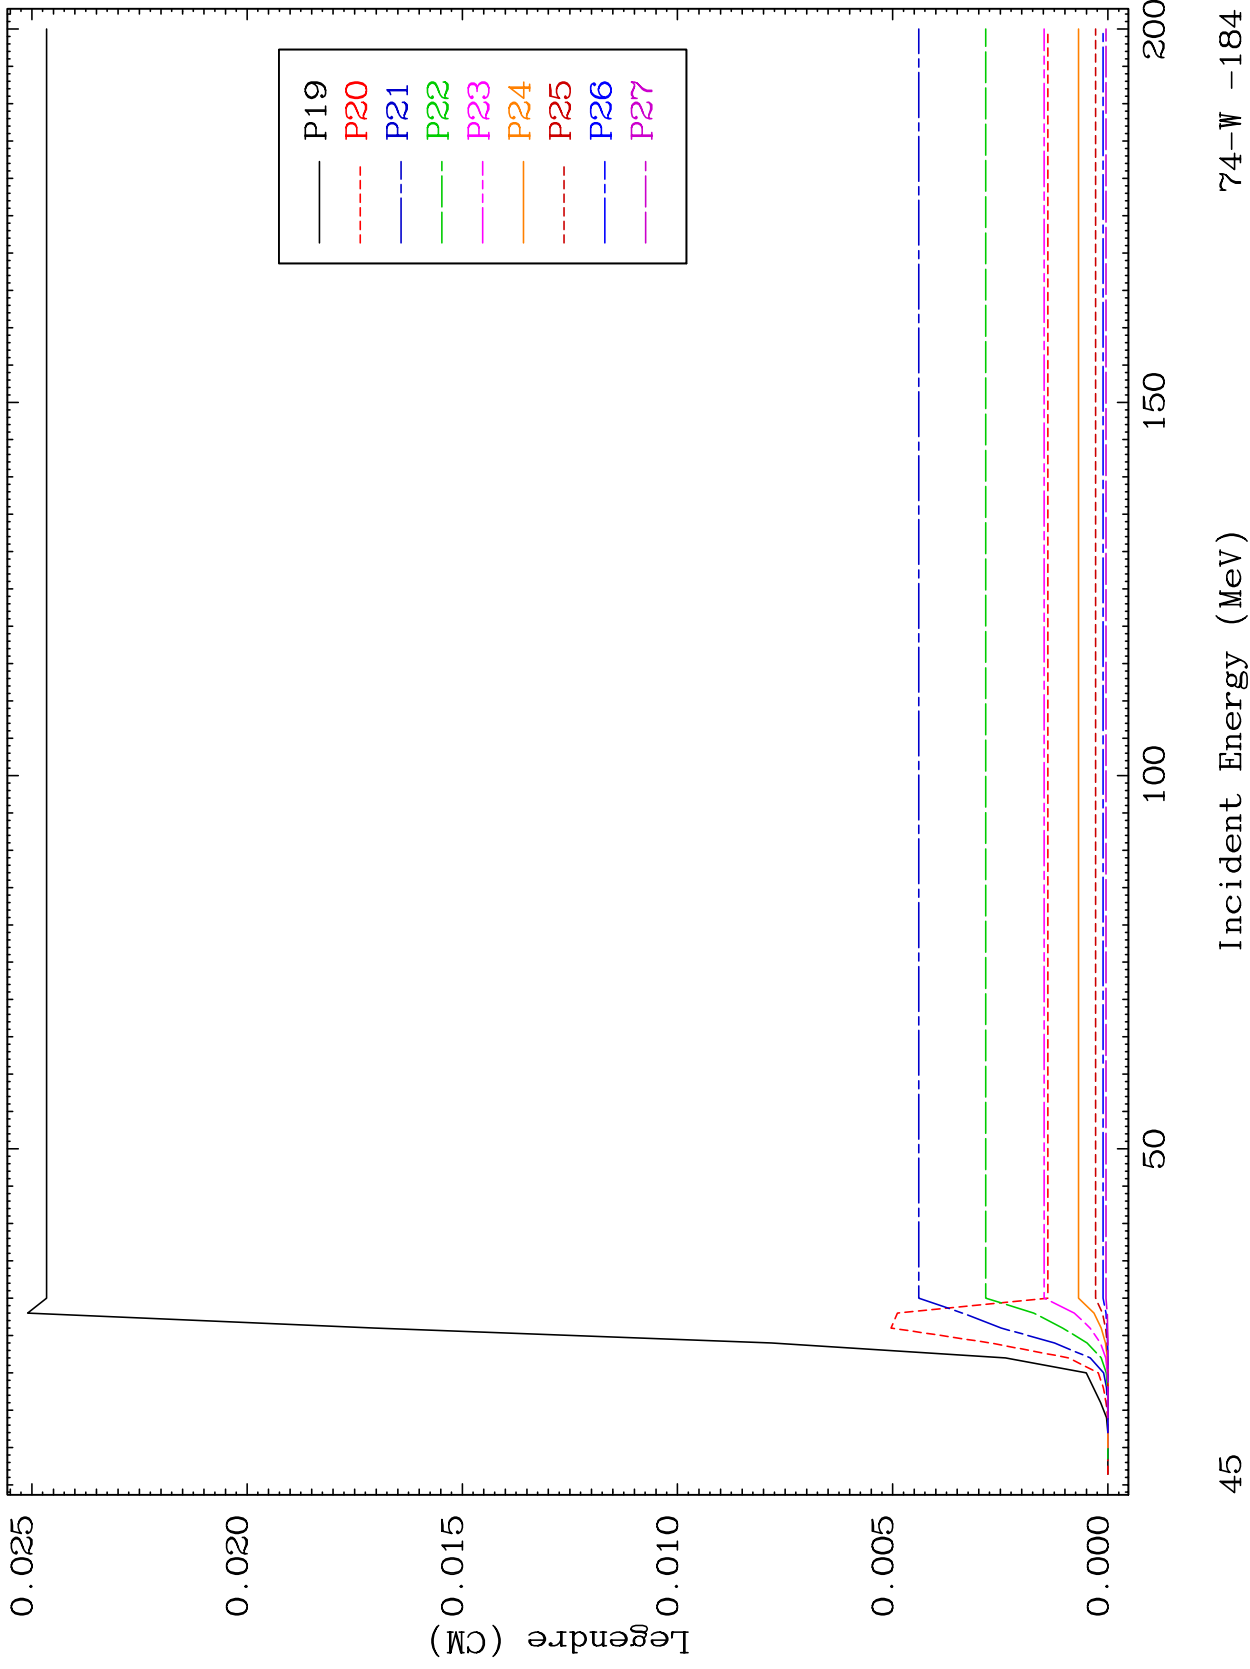 0.025
0.020
0.015
0.010
0.005
0.000
Legendre (CM)
P19
P20
P21
P22
P23
P24
P25
P26
P27
50
100
150
200
45
Incident Energy (MeV)
74-W -184